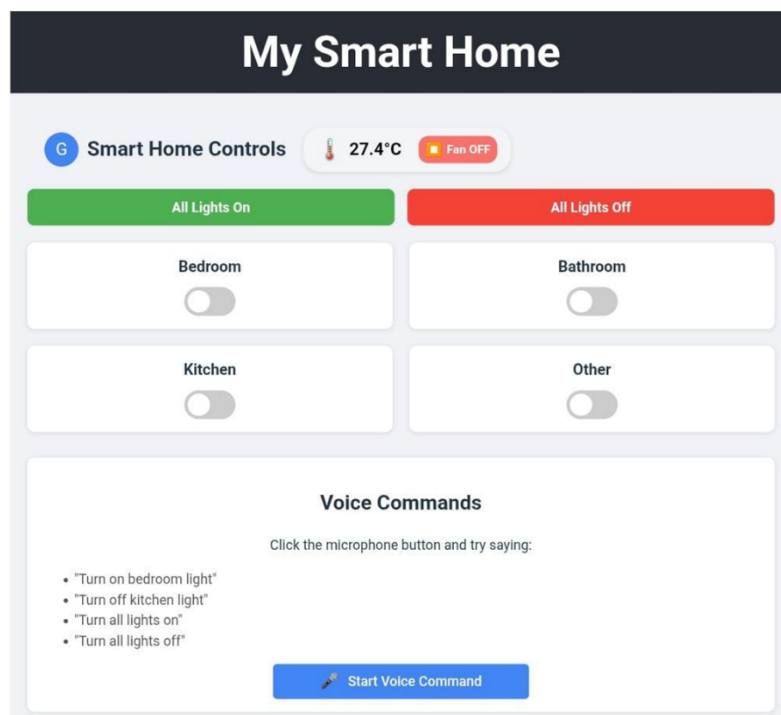 My Smart Home
G Smart Home Controls 27.4°C Fan OFF
All Lights On All Lights Off
Bedroom Bathroom
Kitchen Other
Voice Commands
Click the microphone button and try saying:
• "Turn on bedroom light"
• "Turn off kitchen light"
• "Turn all lights on"
• "Turn all lights off"
Start Voice Command